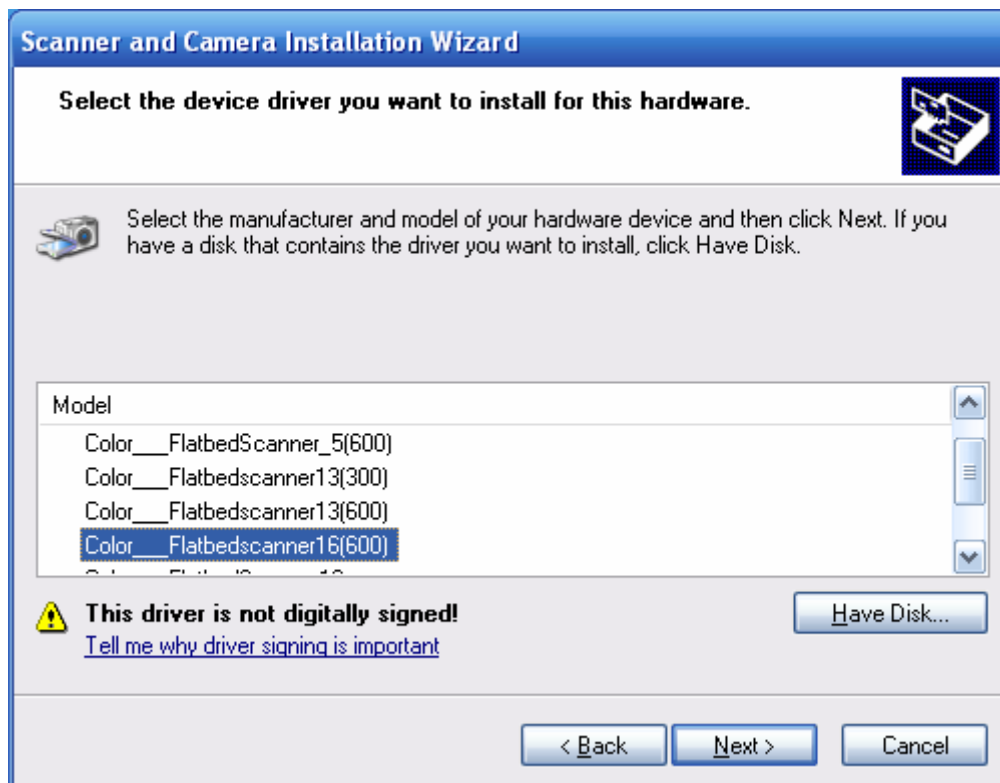 Scanner and Camera Installation Wizard
Select the device driver you want to install for this hardware.
Select the manufacturer and model of your hardware device and then click Next. If you
have a disk that contains the driver you want to install, click Have Disk.
Model
Color___FlatbedScanner_5(600)
Color___Flatbedscanner13(300)
Color___Flatbedscanner13(600)
Color___Flatbedscanner16(600)
This driver is not digitally signed!
Have Disk...
Tell me why driver signing is important
< Back
Next >
Cancel